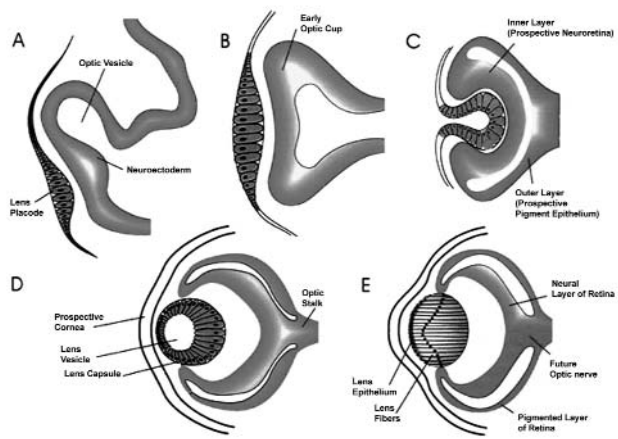 A
Optic Vesicle
Neuroectoderm
Lens
Placode
B
Early
Optic Cup
C
Inner Layer
(Prospective Neuroretina)
Outer Layer
(Prospective
Pigment Epithelium)
D
Prospective
Cornea
Lens
Vesicle
Lens Capsule
Optic
Stalk
E
Neural
Layer of Retina
Future
Optic nerve
Lens
Epithelium
Lens
Fibers
Pigmented Layer
of Retina